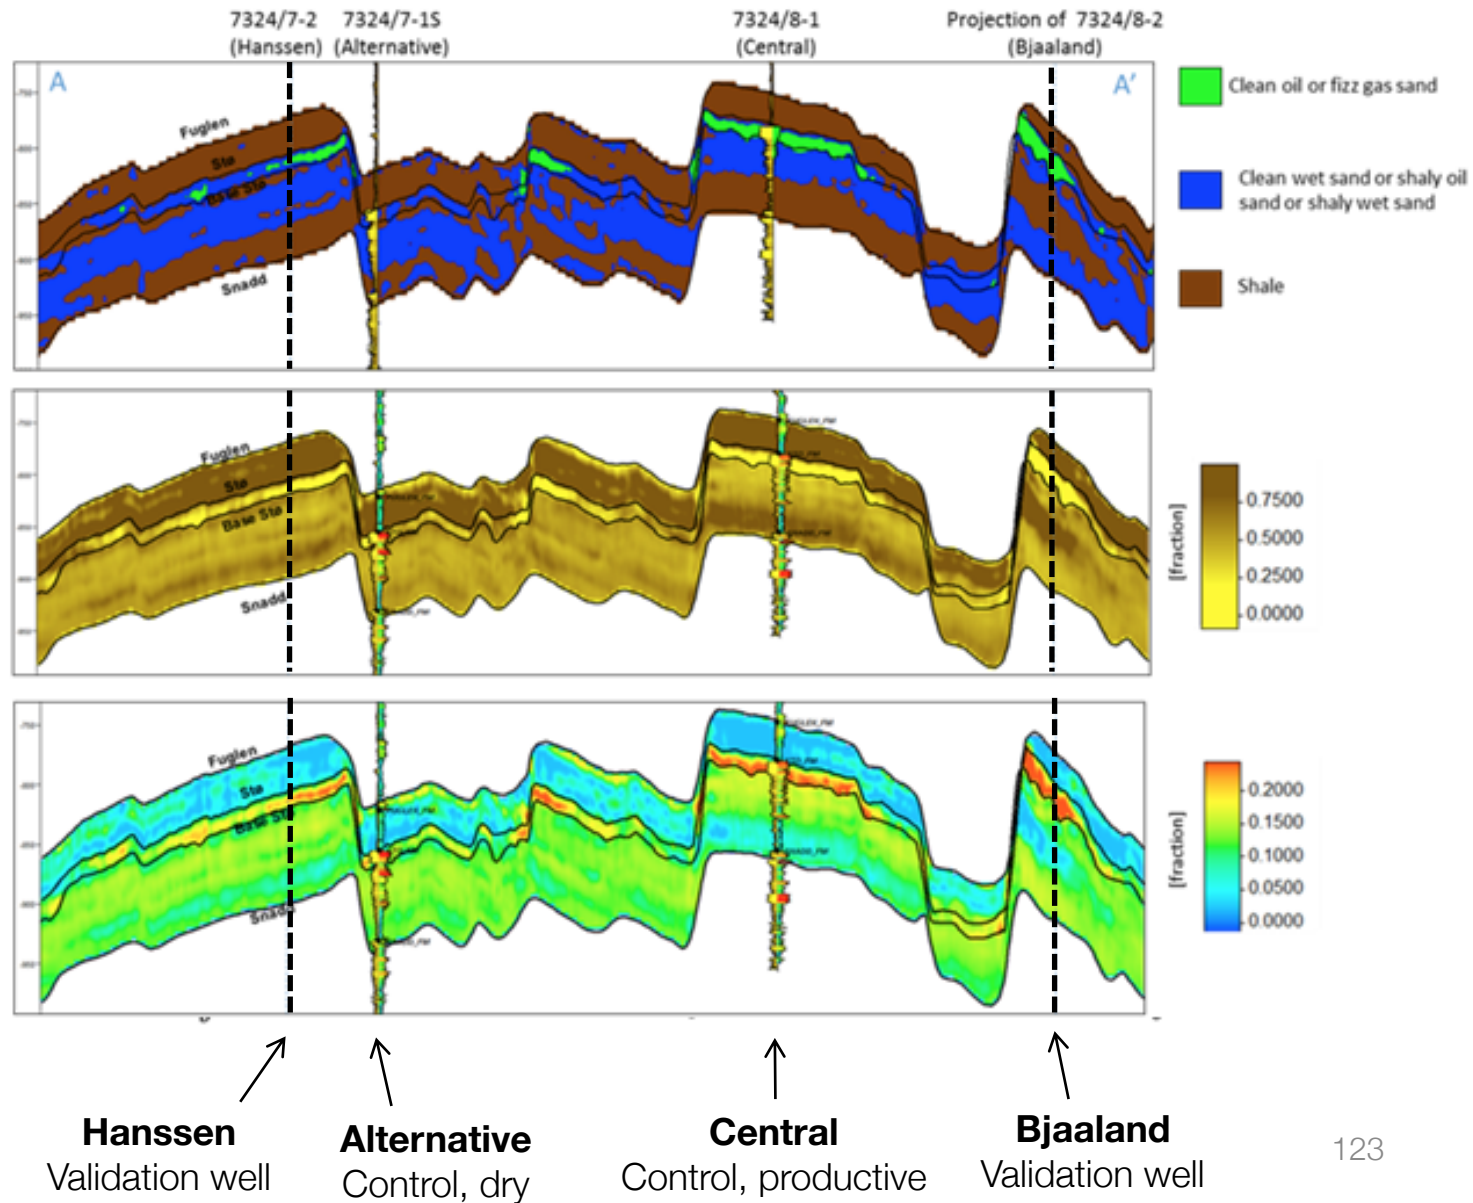 7324/7-2
(Hanssen)
7324/7-1S
(Alternative)
7324/8-1
(Central)
Projection of 7324/8-2
(Bjaaland)
A
A'
Fuglen
Stø
Base Stø
Snadd
Clean oil or fizz gas sand
Clean wet sand or shaly oil
sand or shaly wet sand
Shale
Fuglen
Stø
Base Stø
Snadd
[fraction]
0.7500
0.5000
0.2500
0.0000
Fuglen
Stø
Base Stø
Snadd
[fraction]
0.2000
0.1500
0.1000
0.0500
0.0000
Hanssen
Validation well
Alternative
Control, dry
Central
Control, productive
Bjaaland
Validation well
123